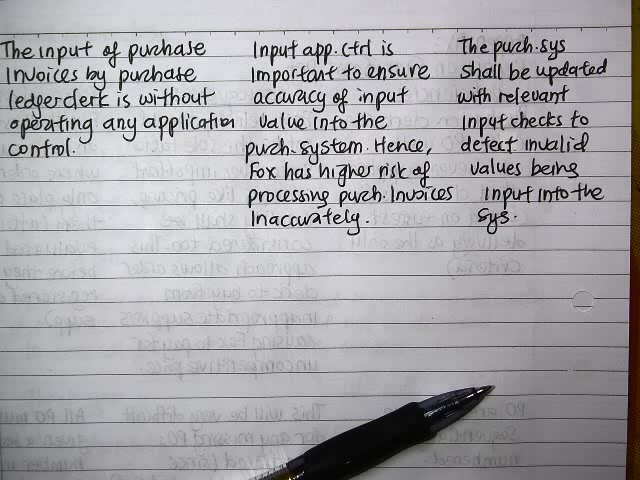 The input of purchase
Invoices by purchase
ledger clerk is without
operating any application
control.
Input app. ctrl is
Important to ensure
accuracy of input
value into the
purch. system. Hence,
Fox has higher risk of
processing purch. Invoices
Inaccurately.
The purch. sys
shall be updated
with relevant
Input checks to
detect invalid
values being
Input into the
sys.